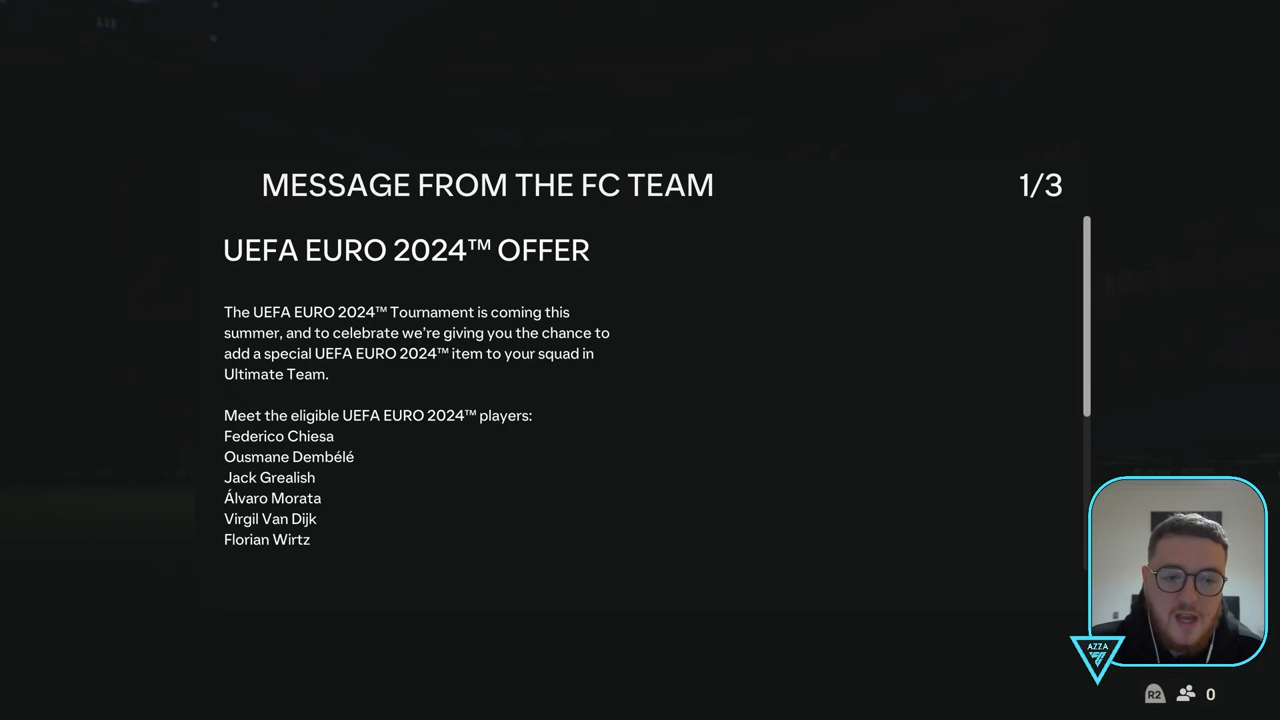 MESSAGE FROM THE FC TEAM
1/3
UEFA EURO 2024™ OFFER
The UEFA EURO 2024™ Tournament is coming this
summer, and to celebrate we're giving you the chance to
add a special UEFA EURO 2024™ item to your squad in
Ultimate Team.
Meet the eligible UEFA EURO 2024™ players:
Federico Chiesa
Ousmane Dembélé
Jack Grealish
Álvaro Morata
Virgil Van Dijk
Florian Wirtz
AZZA
R2
0